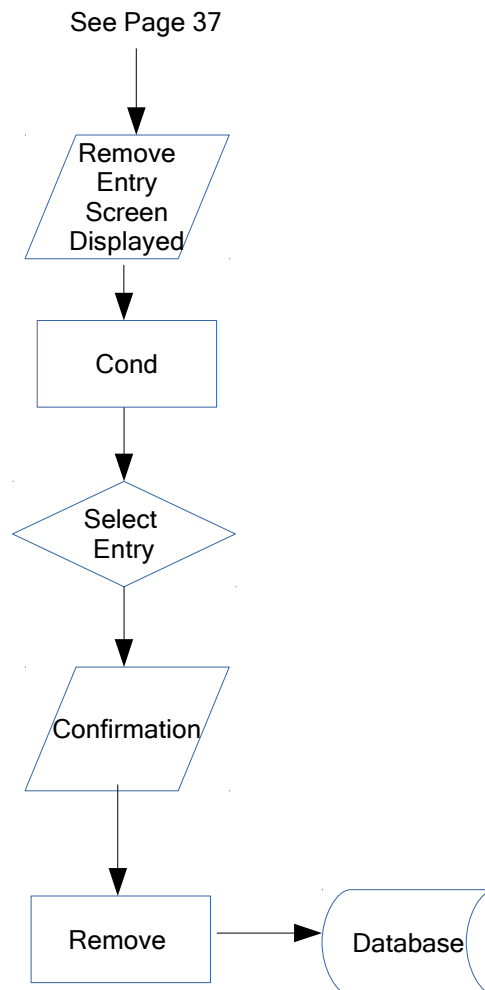 See Page 37
Remove
Entry
Screen
Displayed
Cond
Select
Entry
Confirmation
Remove
Database